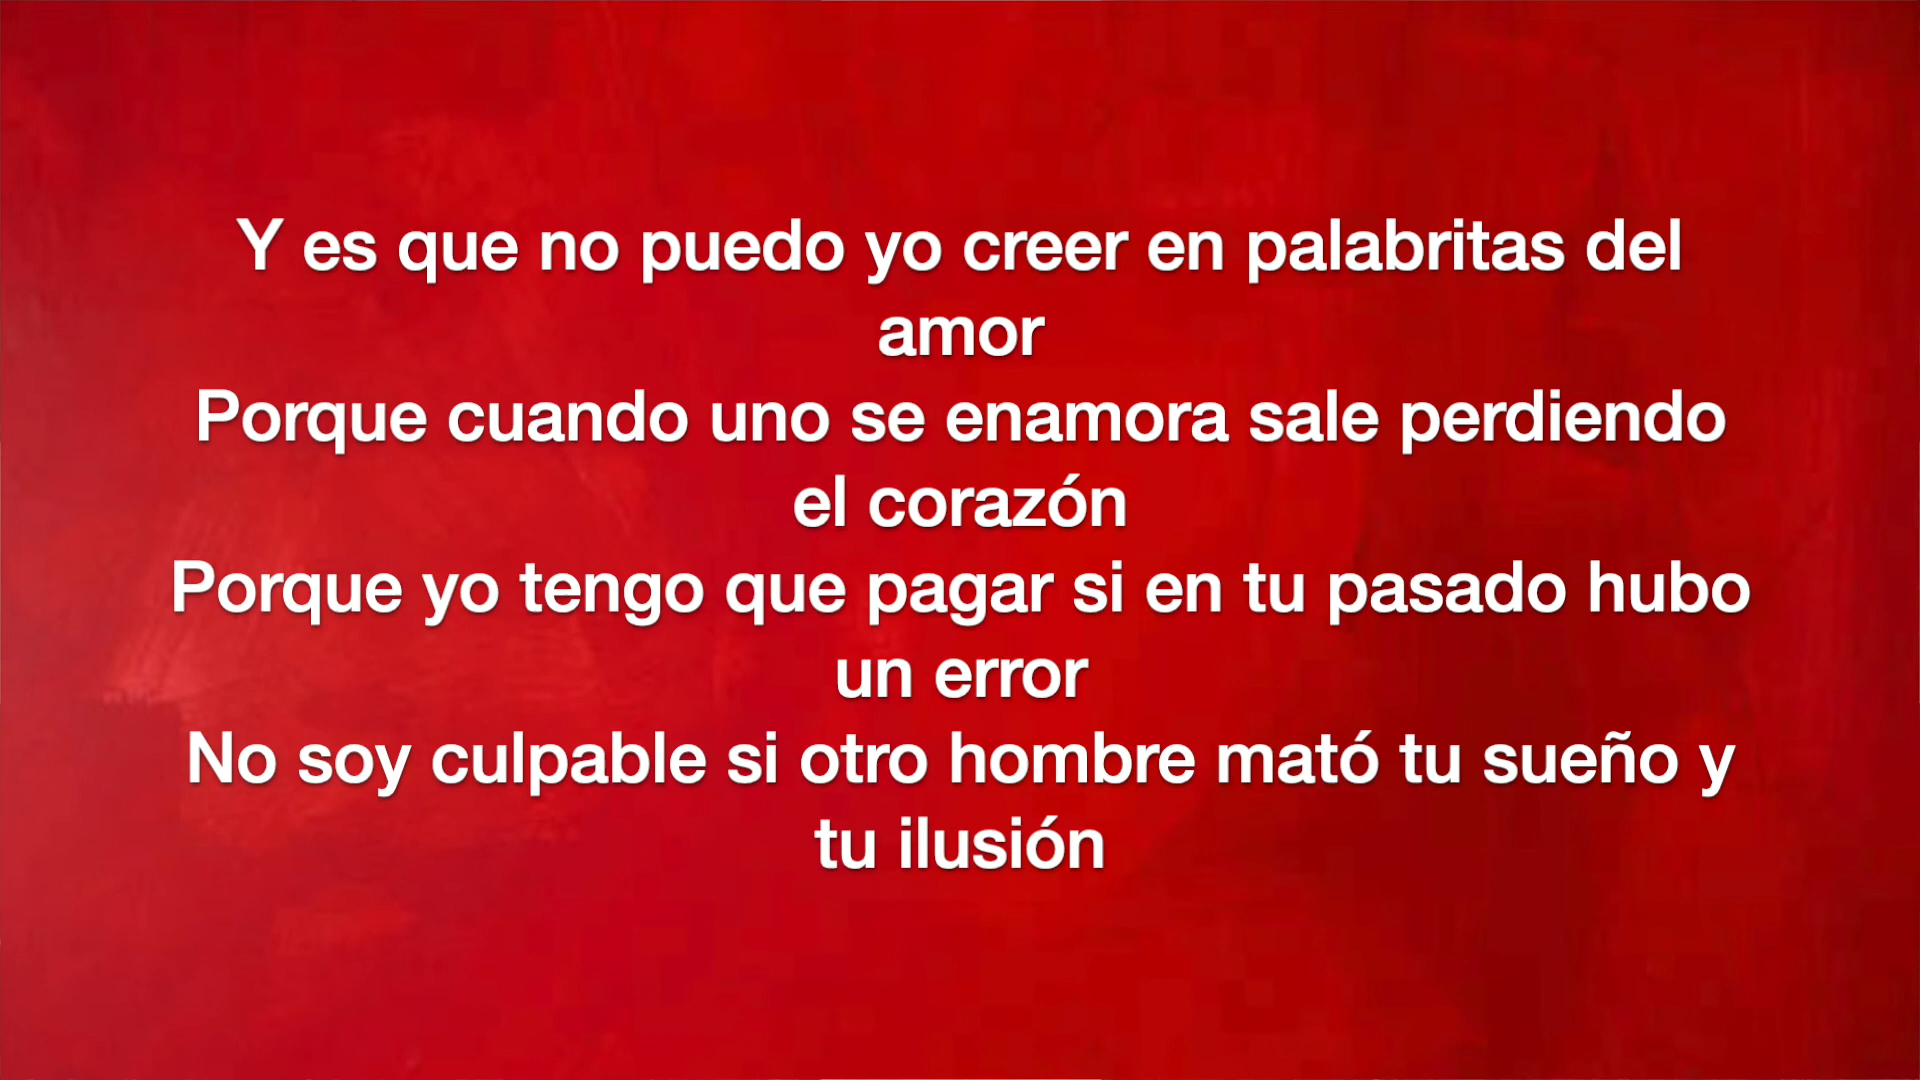 Y es que no puedo yo creer en palabritas del
amor
Porque cuando uno se enamora sale perdiendo
el corazón
Porque yo tengo que pagar si en tu pasado hubo
un error
No soy culpable si otro hombre mató tu sueño y
tu ilusión